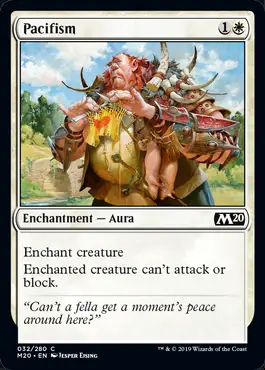 Pacifism 1
Enchantment — Aura M20
Enchant creature
Enchanted creature can't attack or
block.
"Can't a fella get a moment's peace
around here?"
032/280 C
M20 • EN Jesper Ejsing ™ & © 2019 Wizards of the Coast